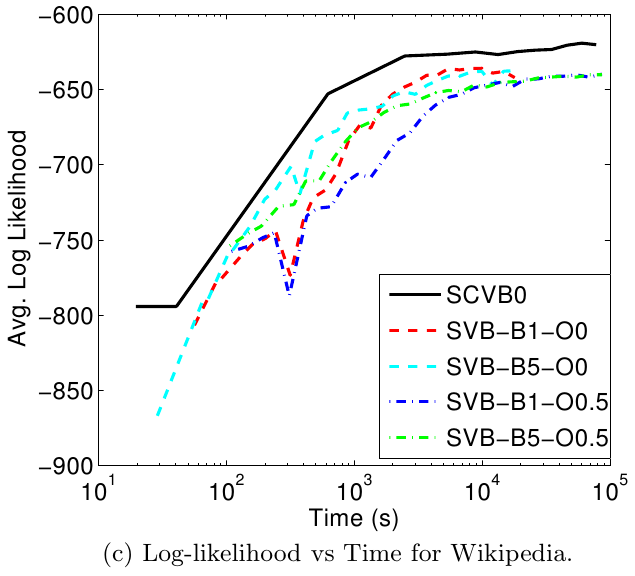 −600
−650
−700
−750
−800
−850
−900
Avg. Log Likelihood
10^1
10^2
10^3
10^4
10^5
Time (s)
SCVB0
SVB−B1−O0
SVB−B5−O0
SVB−B1−O0.5
SVB−B5−O0.5
(c) Log-likelihood vs Time for Wikipedia.